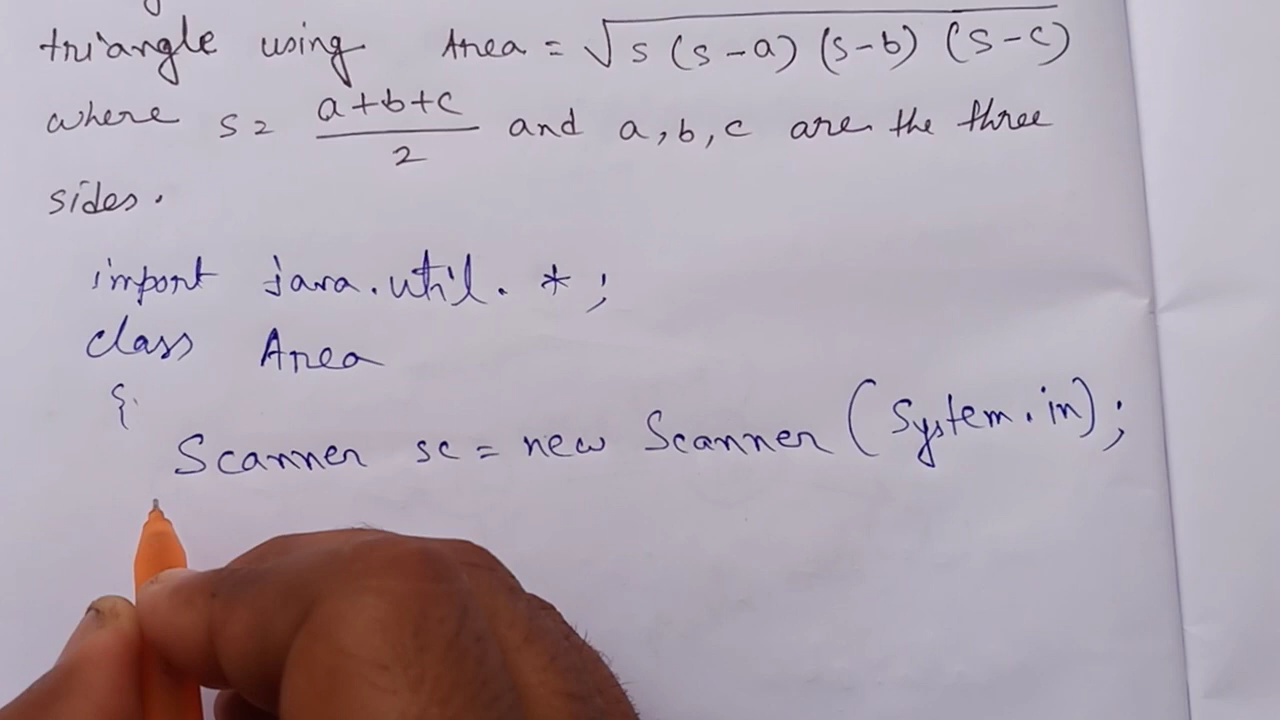 triangle using Area = √s (s-a) (s-b) (s-c)
where s = a+b+c/2 and a, b, c are the three
sides.
import java.util.*;
class Area
{
Scanner sc = new Scanner (System.in);